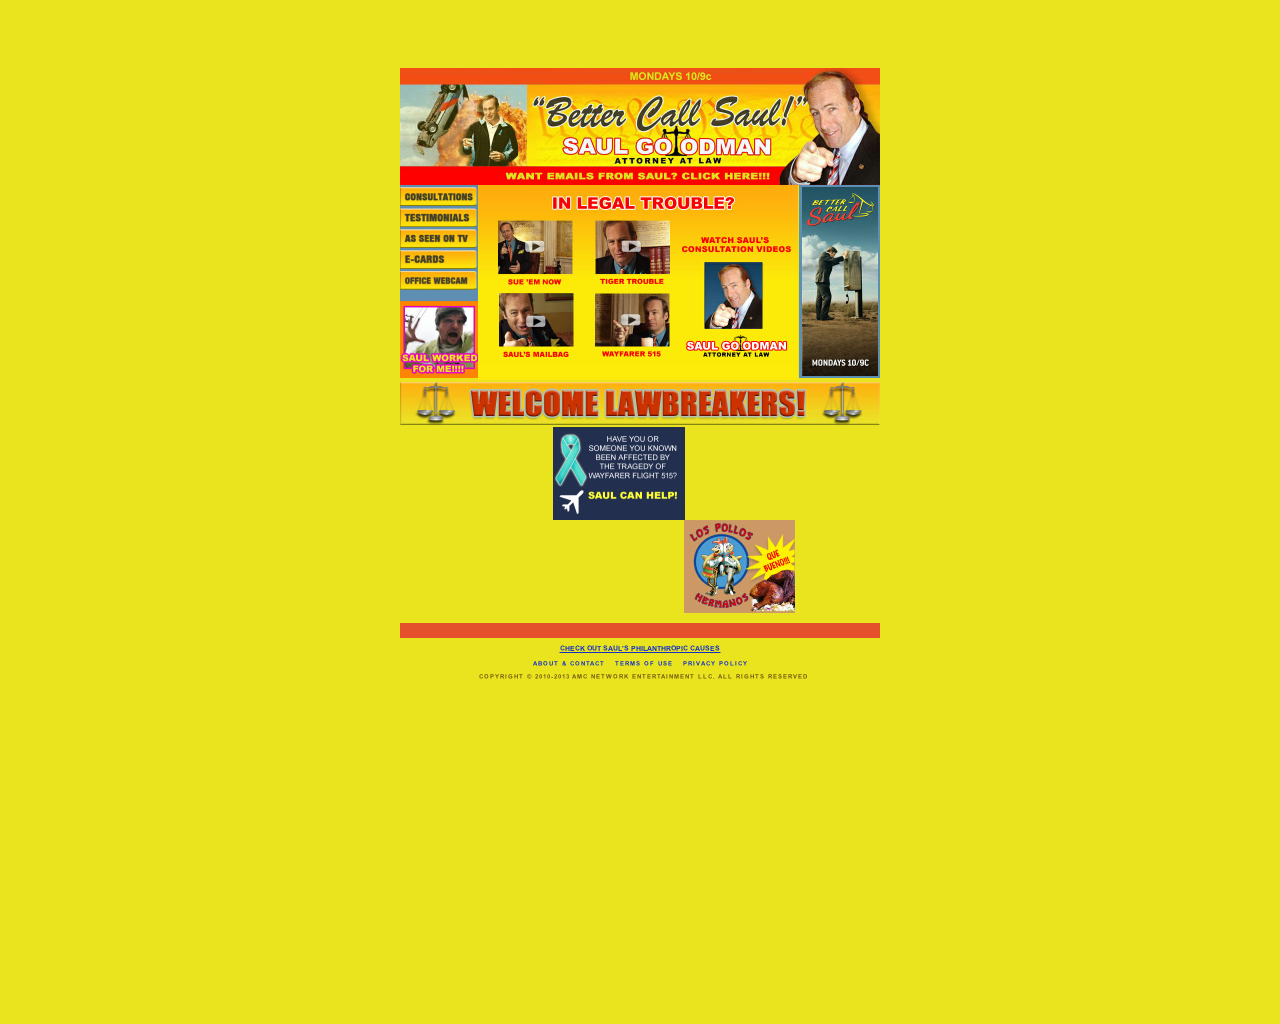 MONDAYS 10/9c
"Better Call Saul!"
SAUL GOODMAN
ATTORNEY AT LAW
WANT EMAILS FROM SAUL? CLICK HERE!!!
CONSULTATIONS
TESTIMONIALS
AS SEEN ON TV
E-CARDS
OFFICE WEBCAM
SAUL WORKED
FOR ME!!!!
IN LEGAL TROUBLE?
SUE 'EM NOW
TIGER TROUBLE
SAUL'S MAILBAG
WAYFARER 515
WATCH SAUL'S
CONSULTATION VIDEOS
SAUL GOODMAN
ATTORNEY AT LAW
BETTER
CALL
Saul
MONDAYS 10/9C
WELCOME LAWBREAKERS!
HAVE YOU OR
SOMEONE YOU KNOWN
BEEN AFFECTED BY
THE TRAGEDY OF
WAYFARER FLIGHT 515?
SAUL CAN HELP!
LOS POLLOS
HERMANOS
QUE
BUENO!!!
CHECK OUT SAUL'S PHILANTHROPIC CAUSES
ABOUT & CONTACT TERMS OF USE PRIVACY POLICY
COPYRIGHT © 2010-2013 AMC NETWORK ENTERTAINMENT LLC. ALL RIGHTS RESERVED